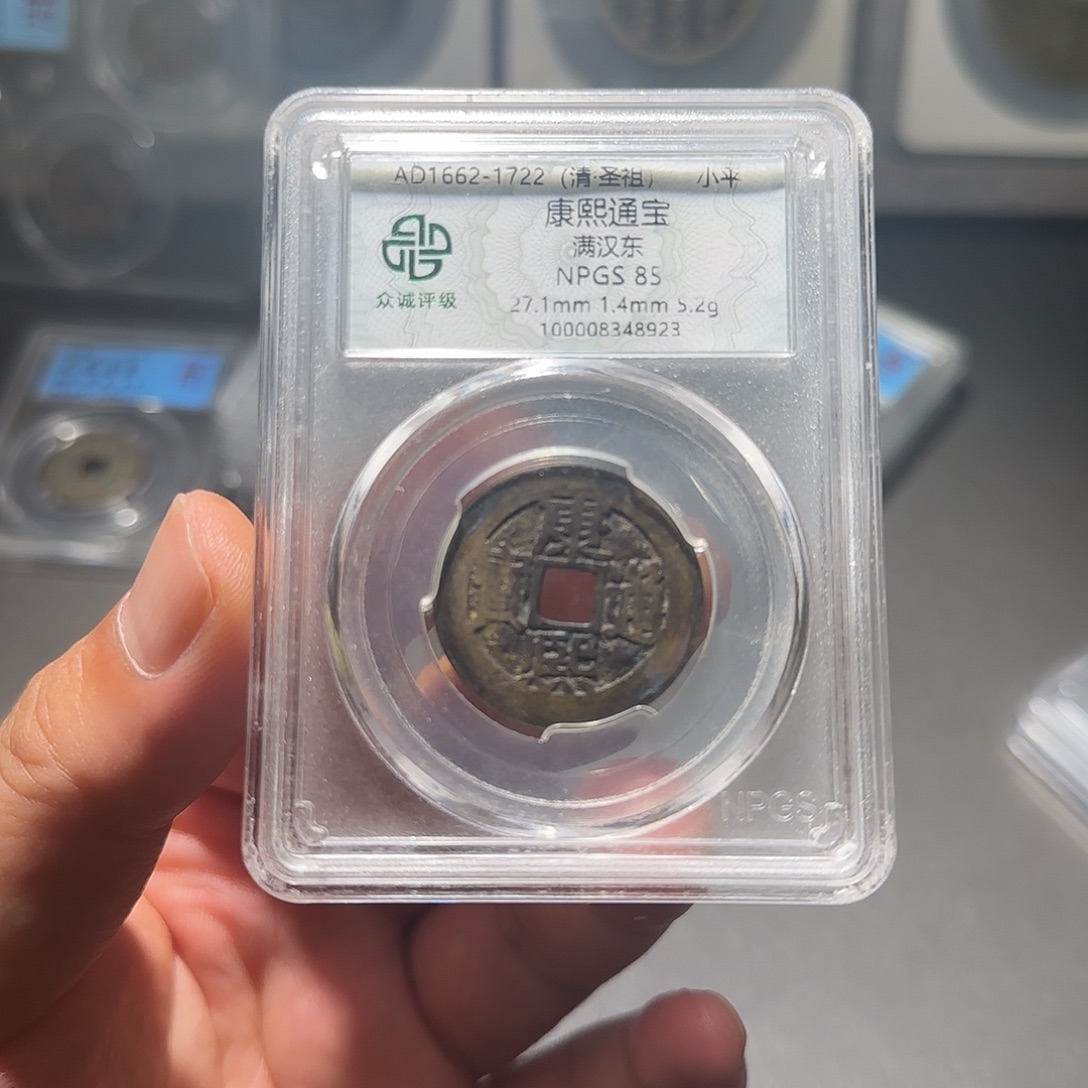 AD1662-1722 (清·圣祖) 小平
康熙通宝
满汉东
NPGS 85
众诚评级
27.1mm 1.4mm 5.2g
100008348923
康
熙
通
NPGS